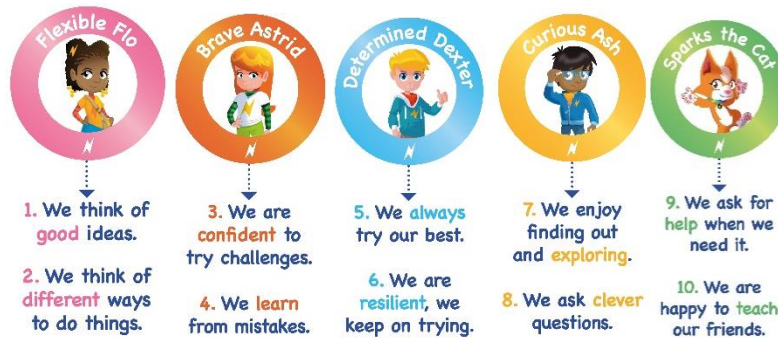 Flexible Flo
1. We think of
good ideas.
2. We think of
different ways
to do things.
Brave Astrid
3. We are
confident to
try challenges.
4. We learn
from mistakes.
Determined Dexter
5. We always
try our best.
6. We are
resilient, we
keep on trying.
Curious Ash
7. We enjoy
finding out
and exploring.
8. We ask clever
questions.
Sparks the Cat
9. We ask for
help when we
need it.
10. We are
happy to teach
our friends.